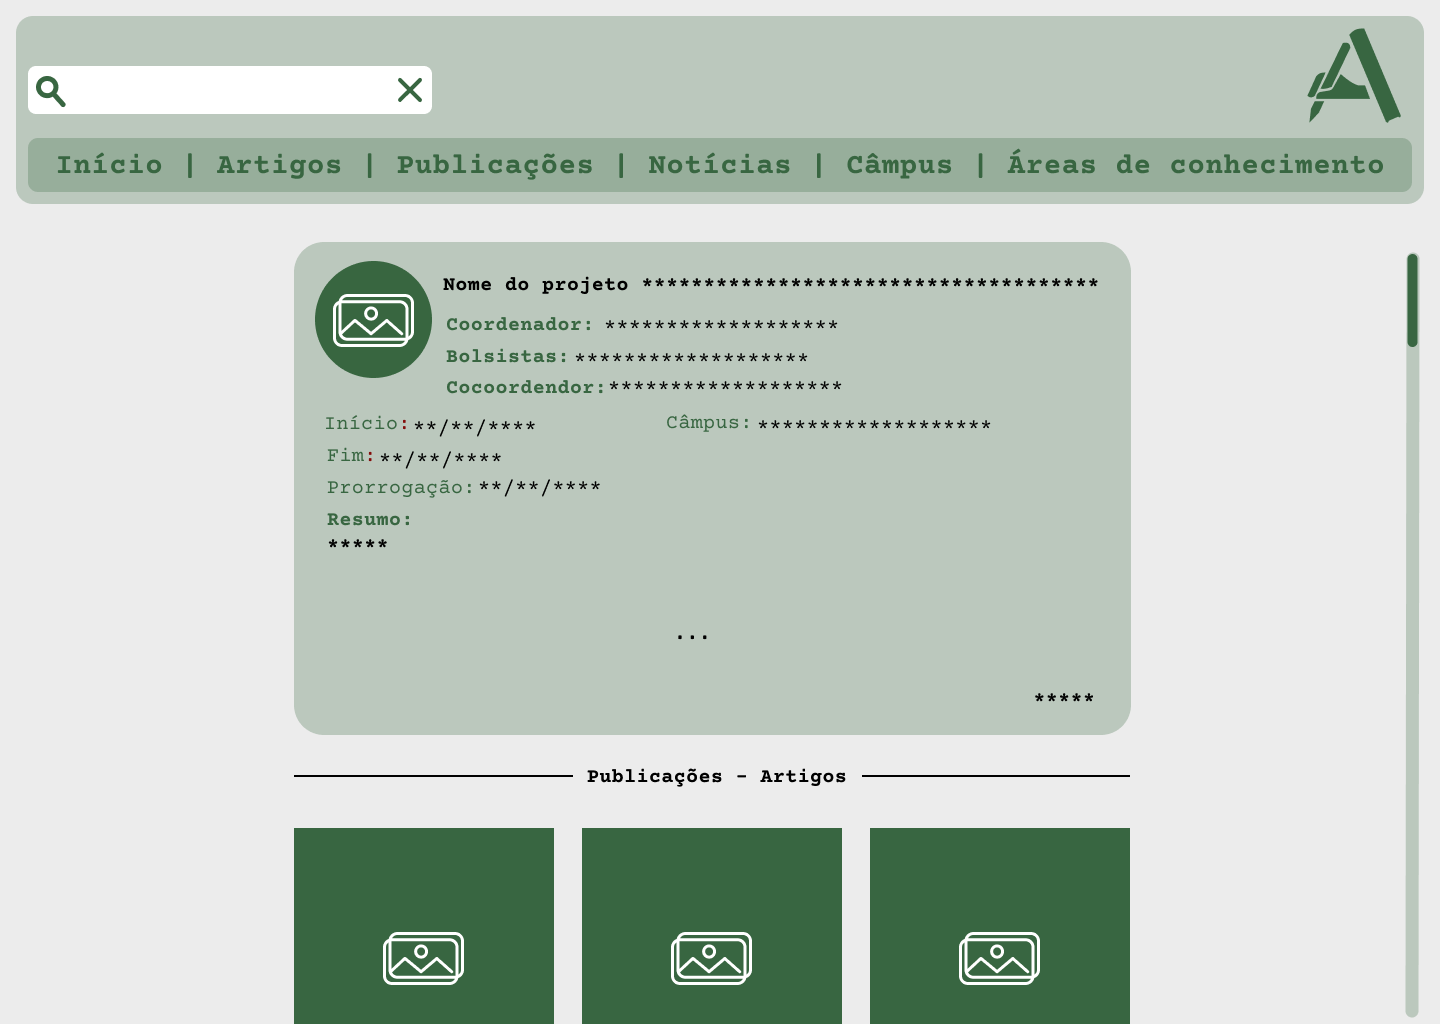 Início | Artigos | Publicações | Notícias | Câmpus | Áreas de conhecimento
Nome do projeto *************************************
Coordenador: *******************
Bolsistas: *******************
Cocoordendor: *******************
Início: **/**/**** Câmpus: *******************
Fim: **/**/****
Prorrogação: **/**/****
Resumo:
*****
...
*****
Publicações - Artigos